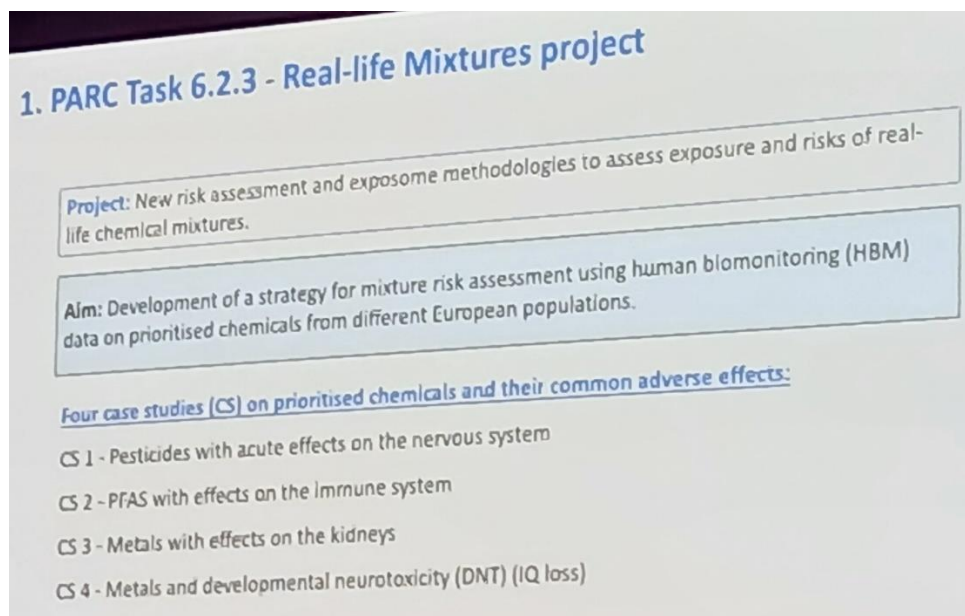 1. PARC Task 6.2.3 - Real-life Mixtures project
Project: New risk assessment and exposome methodologies to assess exposure and risks of real-
life chemical mixtures.
Aim: Development of a strategy for mixture risk assessment using human biomonitoring (HBM)
data on prioritised chemicals from different European populations.
Four case studies (CS) on prioritised chemicals and their common adverse effects:
CS 1 - Pesticides with acute effects on the nervous system
CS 2 - PFAS with effects on the immune system
CS 3 - Metals with effects on the kidneys
CS 4 - Metals and developmental neurotoxicity (DNT) (IQ loss)